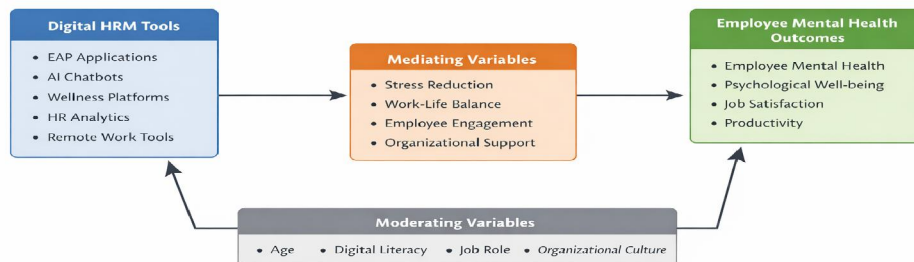 Digital HRM Tools
• EAP Applications
• AI Chatbots
• Wellness Platforms
• HR Analytics
• Remote Work Tools
Mediating Variables
• Stress Reduction
• Work-Life Balance
• Employee Engagement
• Organizational Support
Employee Mental Health
Outcomes
• Employee Mental Health
• Psychological Well-being
• Job Satisfaction
• Productivity
Moderating Variables
• Age • Digital Literacy • Job Role • Organizational Culture